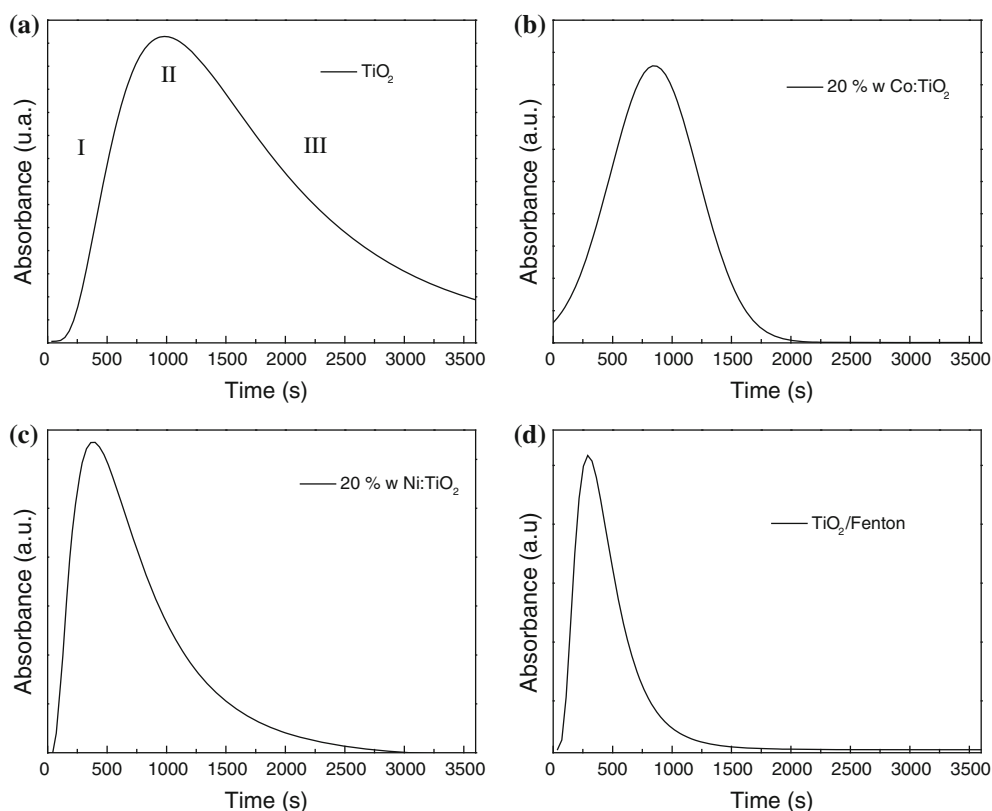 (a)
Absorbance (u.a.)
I
II
III
TiO2
0 500 1000 1500 2000 2500 3000 3500
Time (s)
(b)
Absorbance (a.u.)
20 % w Co:TiO2
0 500 1000 1500 2000 2500 3000 3500
Time (s)
(c)
Absorbance (a.u.)
20 % w Ni:TiO2
0 500 1000 1500 2000 2500 3000 3500
Time (s)
(d)
Absorbance (a.u)
TiO2/Fenton
0 500 1000 1500 2000 2500 3000 3500
Time (s)